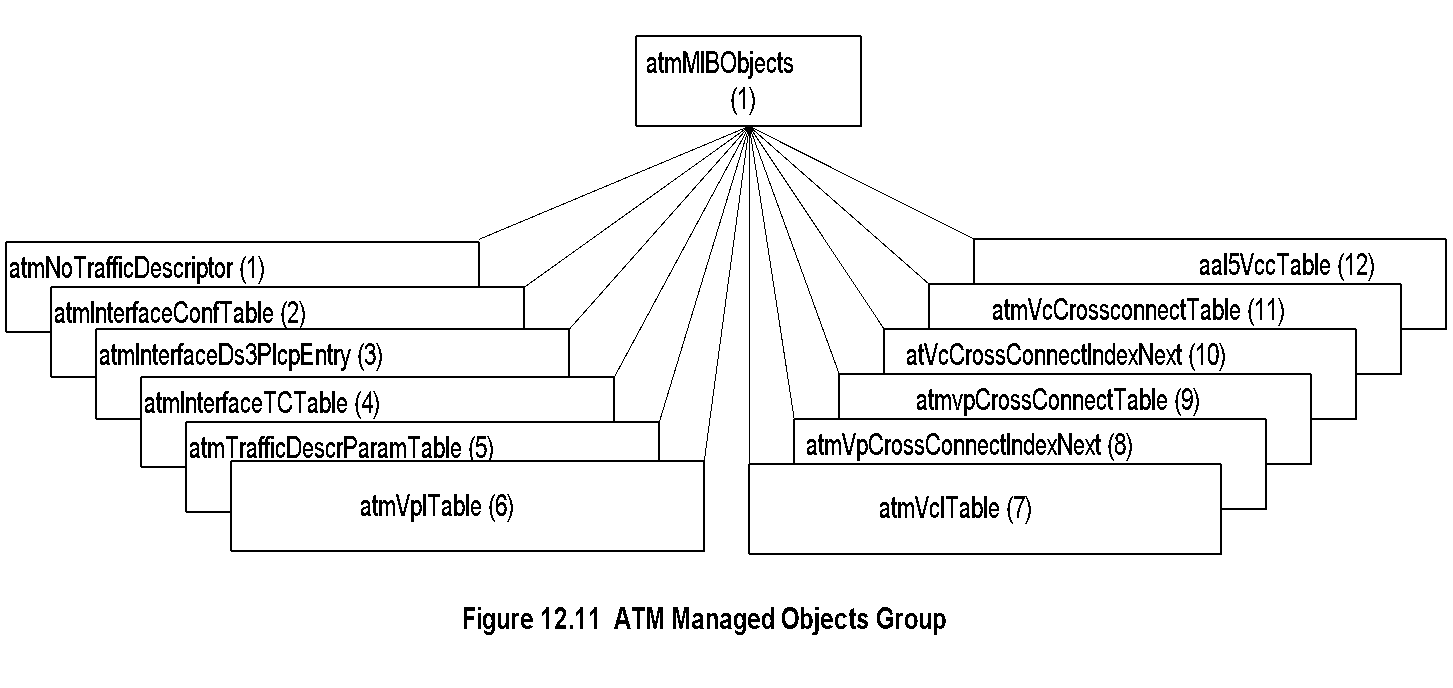 atmMIBObjects
(1)
atmNoTrafficDescriptor (1)
atmInterfaceConfTable (2)
atmInterfaceDs3PlcpEntry (3)
atmInterfaceTCTable (4)
atmTrafficDescrParamTable (5)
atmVplTable (6)
aal5VccTable (12)
atmVcCrossconnectTable (11)
atVcCrossConnectIndexNext (10)
atmvpCrossConnectTable (9)
atmVpCrossConnectIndexNext (8)
atmVclTable (7)
Figure 12.11 ATM Managed Objects Group